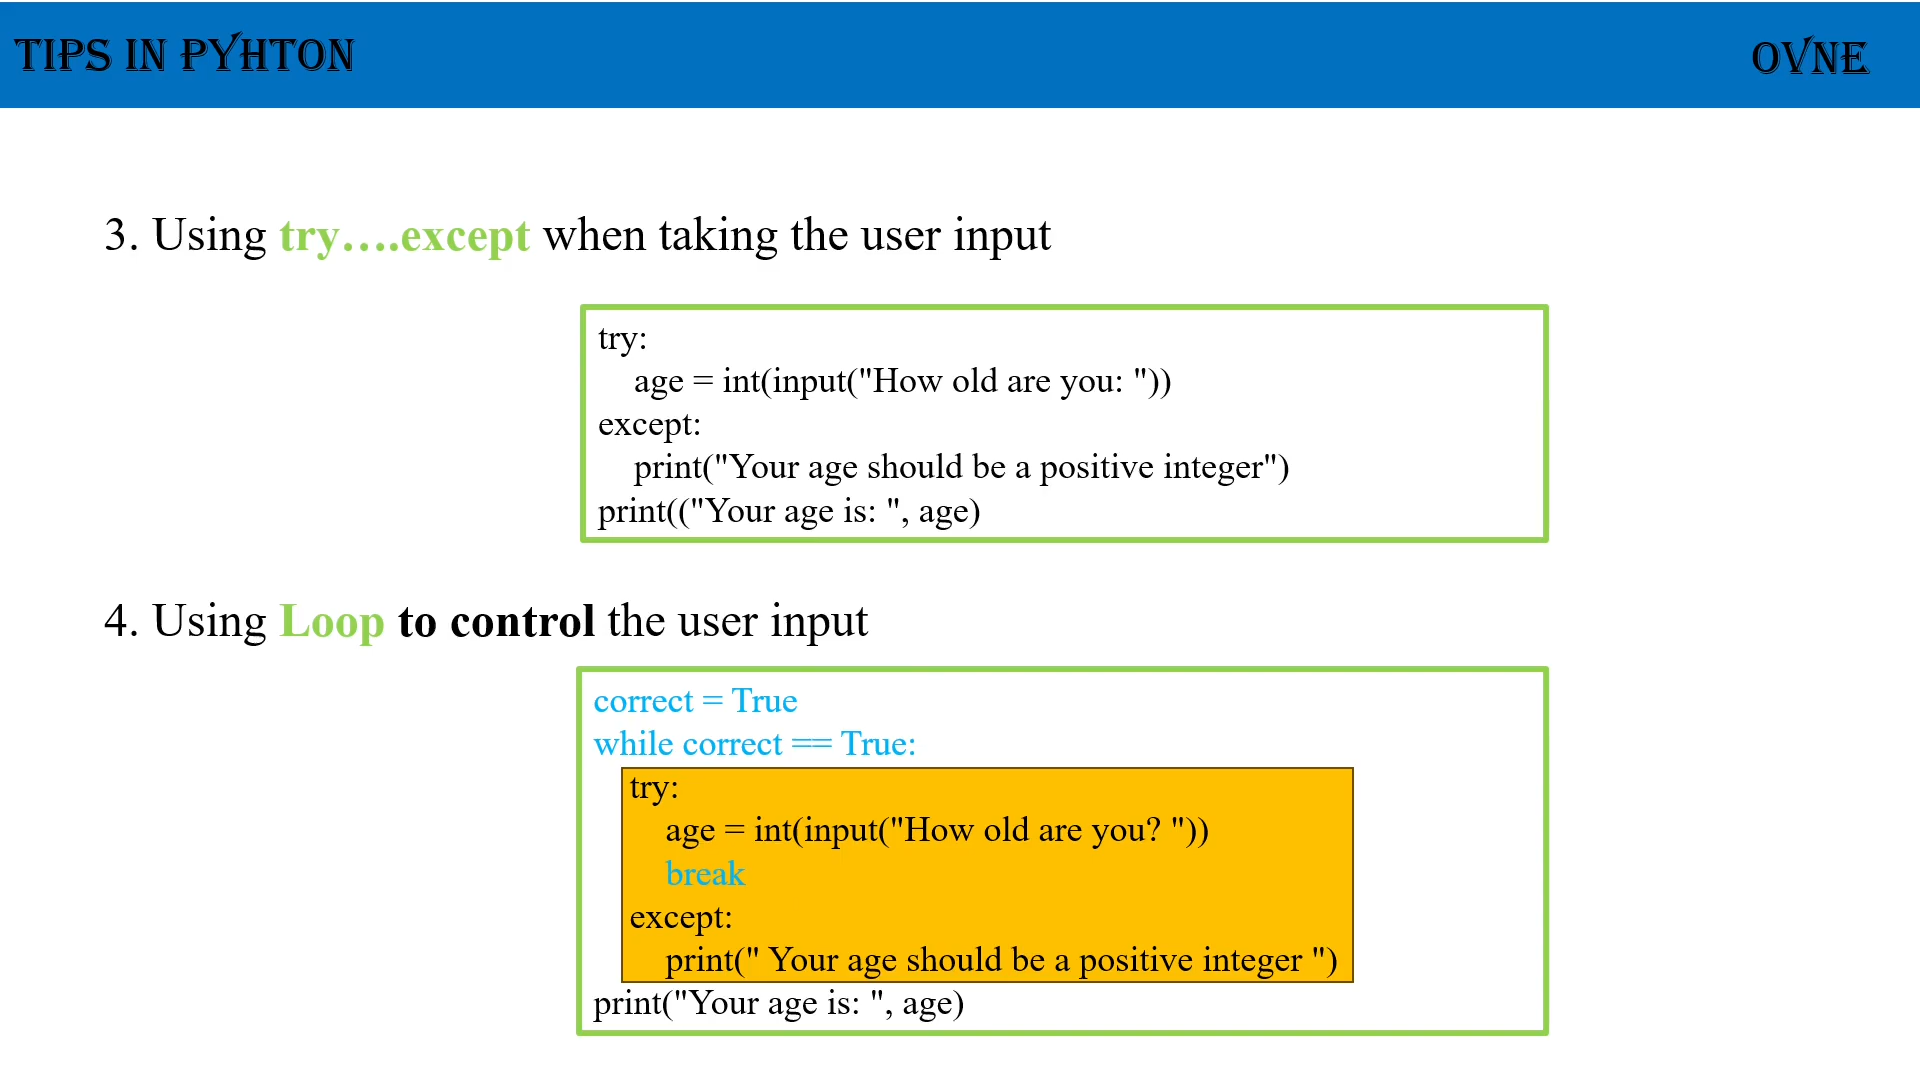 TIPS IN PYHTON
OVNE
3. Using try….except when taking the user input
try:
    age = int(input("How old are you: "))
except:
    print("Your age should be a positive integer")
print(("Your age is: ", age)
4. Using Loop to control the user input
correct = True
while correct == True:
    try:
        age = int(input("How old are you? "))
        break
    except:
        print(" Your age should be a positive integer ")
print("Your age is: ", age)